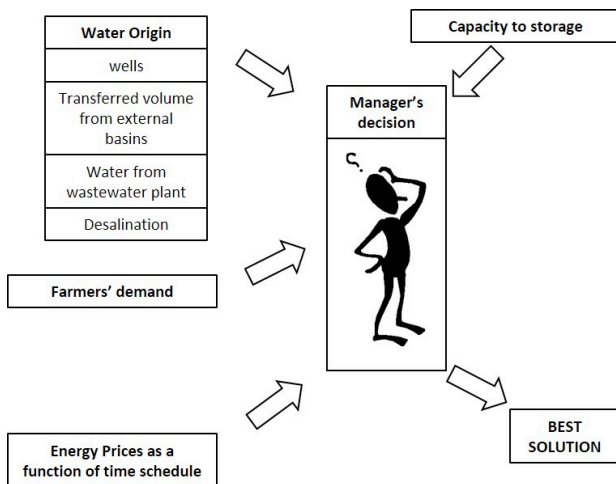 Water Origin
wells
Transferred volume
from external
basins
Water from
wastewater plant
Desalination
Capacity to storage
Manager's
decision
?
Farmers' demand
Energy Prices as a
function of time schedule
BEST
SOLUTION